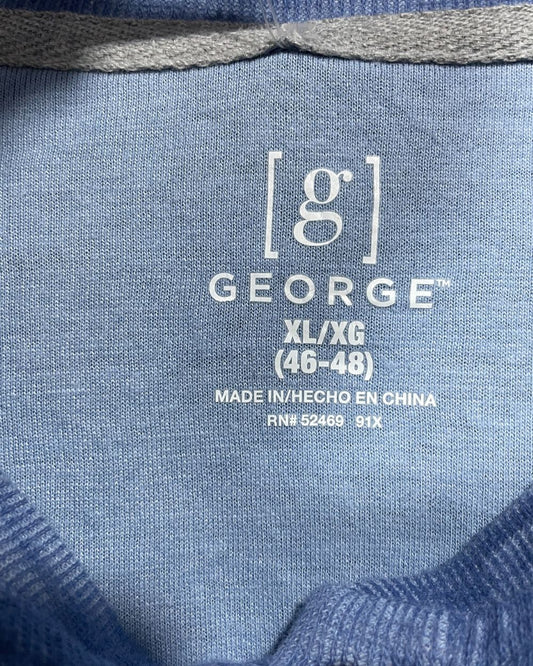 [g]
GEORGE™
XL/XG
(46-48)
MADE IN/HECHO EN CHINA
RN# 52469 91X